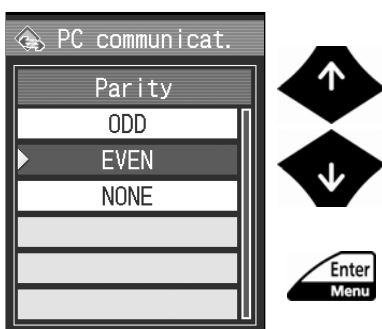 PC communicat.
Parity
ODD
EVEN
NONE
Enter
Menu